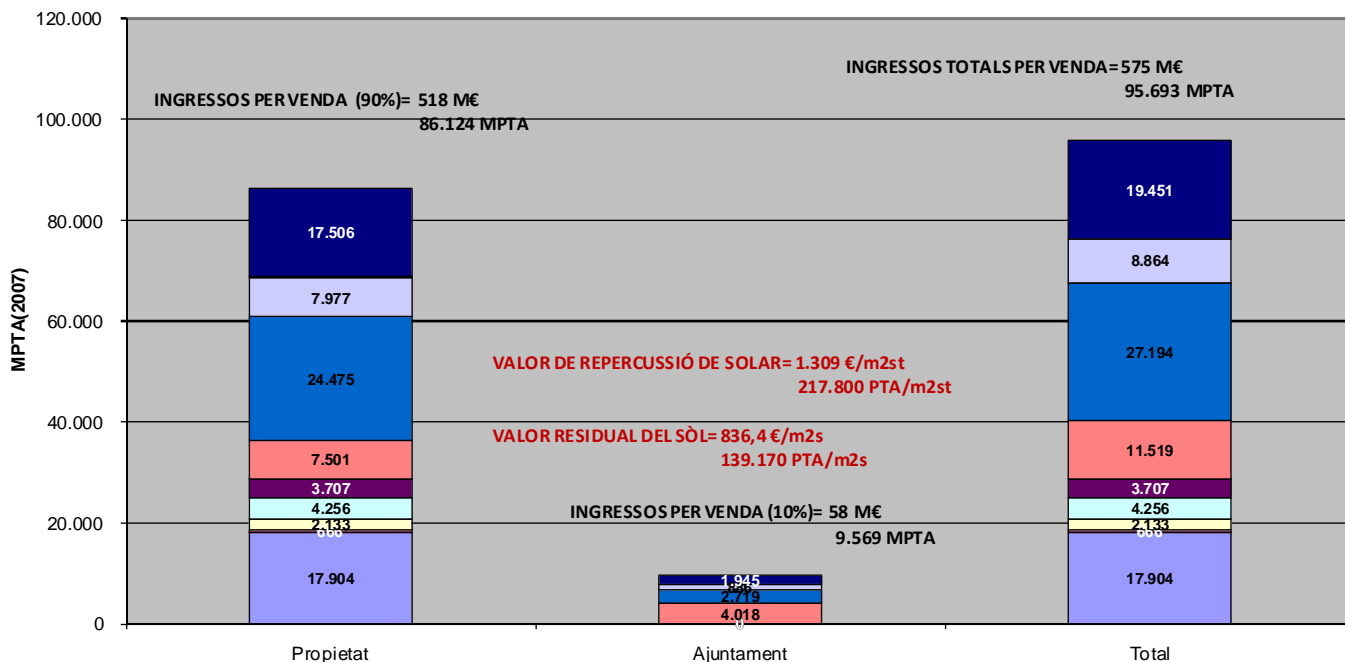 120.000
INGRESSOS TOTALS PER VENDA= 575 M€
95.693 MPTA
INGRESSOS PER VENDA (90%)= 518 M€
86.124 MPTA
100.000
80.000
60.000
40.000
20.000
0
MPTA(2007)
17.506
7.977
24.475
7.501
3.707
4.256
2.133
666
17.904
VALOR DE REPERCUSSIÓ DE SOLAR= 1.309 €/m2st
217.800 PTA/m2st
VALOR RESIDUAL DEL SÒL= 836,4 €/m2s
139.170 PTA/m2s
INGRESSOS PER VENDA (10%)= 58 M€
9.569 MPTA
1.945
2.719
4.018
0
19.451
8.864
27.194
11.519
3.707
4.256
2.133
666
17.904
Propietat
Ajuntament
Total